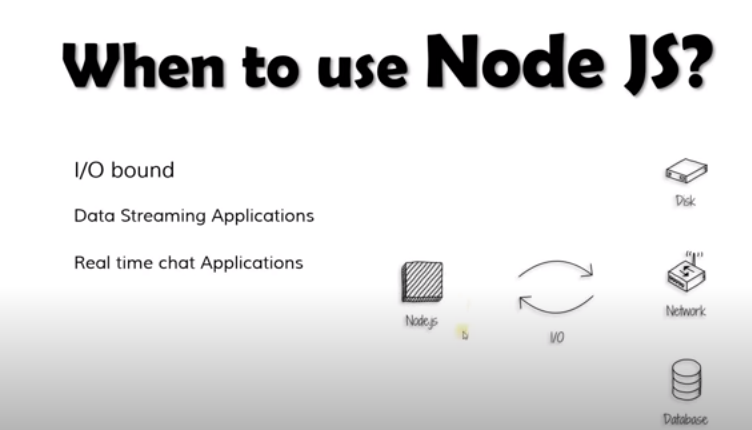 When to use Node JS?
I/O bound
Data Streaming Applications
Real time chat Applications
Disk
Network
Nodejs
I/O
Database